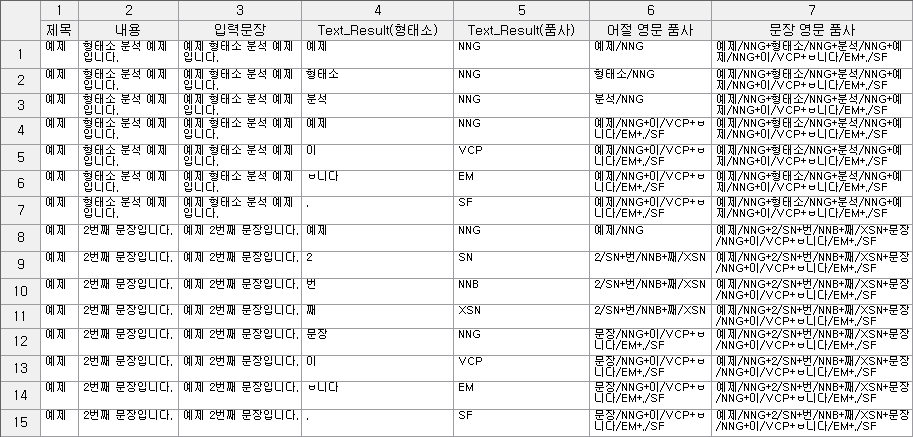 1 2 3 4 5 6 7
제목 내용 입력문장 Text_Result(형태소) Text_Result(품사) 어절 영문 품사 문장 영문 품사
1 예제 형태소 분석 예제 예제 형태소 분석 예제 예제 NNG 예제/NNG 예제/NNG+형태소/NNG+분석/NNG+예
입니다. 입니다. 제/NNG+이/VCP+ㅂ니다/EM+./SF
2 예제 형태소 분석 예제 예제 형태소 분석 예제 형태소 NNG 형태소/NNG 예제/NNG+형태소/NNG+분석/NNG+예
입니다. 입니다. 제/NNG+이/VCP+ㅂ니다/EM+./SF
3 예제 형태소 분석 예제 예제 형태소 분석 예제 분석 NNG 분석/NNG 예제/NNG+형태소/NNG+분석/NNG+예
입니다. 입니다. 제/NNG+이/VCP+ㅂ니다/EM+./SF
4 예제 형태소 분석 예제 예제 형태소 분석 예제 예제 NNG 예제/NNG+이/VCP+ㅂ 예제/NNG+형태소/NNG+분석/NNG+예
입니다. 입니다. 니다/EM+./SF 제/NNG+이/VCP+ㅂ니다/EM+./SF
5 예제 형태소 분석 예제 예제 형태소 분석 예제 이 VCP 예제/NNG+이/VCP+ㅂ 예제/NNG+형태소/NNG+분석/NNG+예
입니다. 입니다. 니다/EM+./SF 제/NNG+이/VCP+ㅂ니다/EM+./SF
6 예제 형태소 분석 예제 예제 형태소 분석 예제 ㅂ니다 EM 예제/NNG+이/VCP+ㅂ 예제/NNG+형태소/NNG+분석/NNG+예
입니다. 입니다. 니다/EM+./SF 제/NNG+이/VCP+ㅂ니다/EM+./SF
7 예제 형태소 분석 예제 예제 형태소 분석 예제 . SF 예제/NNG+이/VCP+ㅂ 예제/NNG+형태소/NNG+분석/NNG+예
입니다. 입니다. 니다/EM+./SF 제/NNG+이/VCP+ㅂ니다/EM+./SF
8 예제 2번째 문장입니다. 예제 2번째 문장입니다. 예제 NNG 예제/NNG 예제/NNG+2/SN+번/NNB+째/XSN+문장
/NNG+이/VCP+ㅂ니다/EM+./SF
9 예제 2번째 문장입니다. 예제 2번째 문장입니다. 2 SN 2/SN+번/NNB+째/XSN 예제/NNG+2/SN+번/NNB+째/XSN+문장
/NNG+이/VCP+ㅂ니다/EM+./SF
10 예제 2번째 문장입니다. 예제 2번째 문장입니다. 번 NNB 2/SN+번/NNB+째/XSN 예제/NNG+2/SN+번/NNB+째/XSN+문장
/NNG+이/VCP+ㅂ니다/EM+./SF
11 예제 2번째 문장입니다. 예제 2번째 문장입니다. 째 XSN 2/SN+번/NNB+째/XSN 예제/NNG+2/SN+번/NNB+째/XSN+문장
/NNG+이/VCP+ㅂ니다/EM+./SF
12 예제 2번째 문장입니다. 예제 2번째 문장입니다. 문장 NNG 문장/NNG+이/VCP+ㅂ 예제/NNG+2/SN+번/NNB+째/XSN+문장
니다/EM+./SF /NNG+이/VCP+ㅂ니다/EM+./SF
13 예제 2번째 문장입니다. 예제 2번째 문장입니다. 이 VCP 문장/NNG+이/VCP+ㅂ 예제/NNG+2/SN+번/NNB+째/XSN+문장
니다/EM+./SF /NNG+이/VCP+ㅂ니다/EM+./SF
14 예제 2번째 문장입니다. 예제 2번째 문장입니다. ㅂ니다 EM 문장/NNG+이/VCP+ㅂ 예제/NNG+2/SN+번/NNB+째/XSN+문장
니다/EM+./SF /NNG+이/VCP+ㅂ니다/EM+./SF
15 예제 2번째 문장입니다. 예제 2번째 문장입니다. . SF 문장/NNG+이/VCP+ㅂ 예제/NNG+2/SN+번/NNB+째/XSN+문장
니다/EM+./SF /NNG+이/VCP+ㅂ니다/EM+./SF